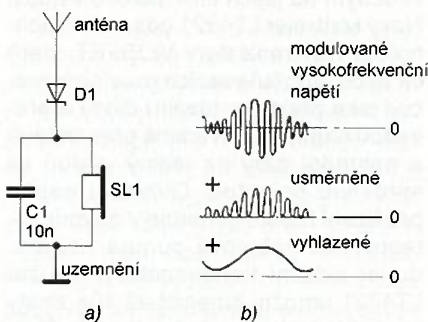 anténa
D1
C1
10n
SL1
uzemnění
a)
modulované
vysokofrekvenční
napětí
0
+
usměrněné
0
+
vyhlazené
0
b)